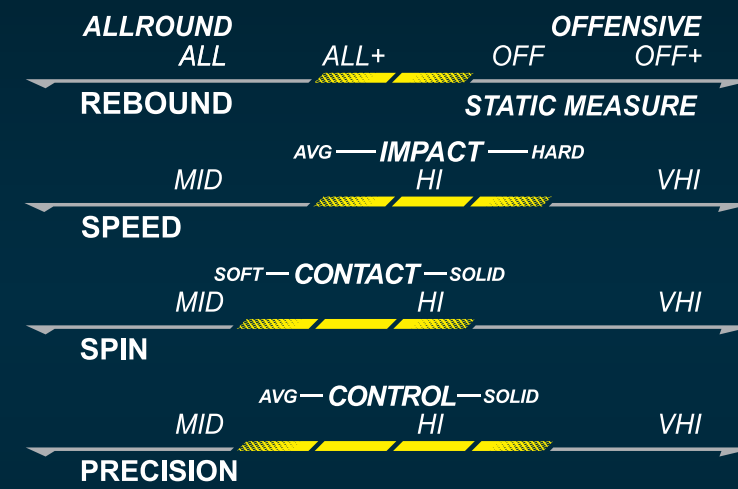 ALLROUND OFFENSIVE
ALL ALL+ OFF OFF+
REBOUND STATIC MEASURE
AVG IMPACT HARD
MID HI VHI
SPEED
SOFT CONTACT SOLID
MID HI VHI
SPIN
AVG CONTROL SOLID
MID HI VHI
PRECISION